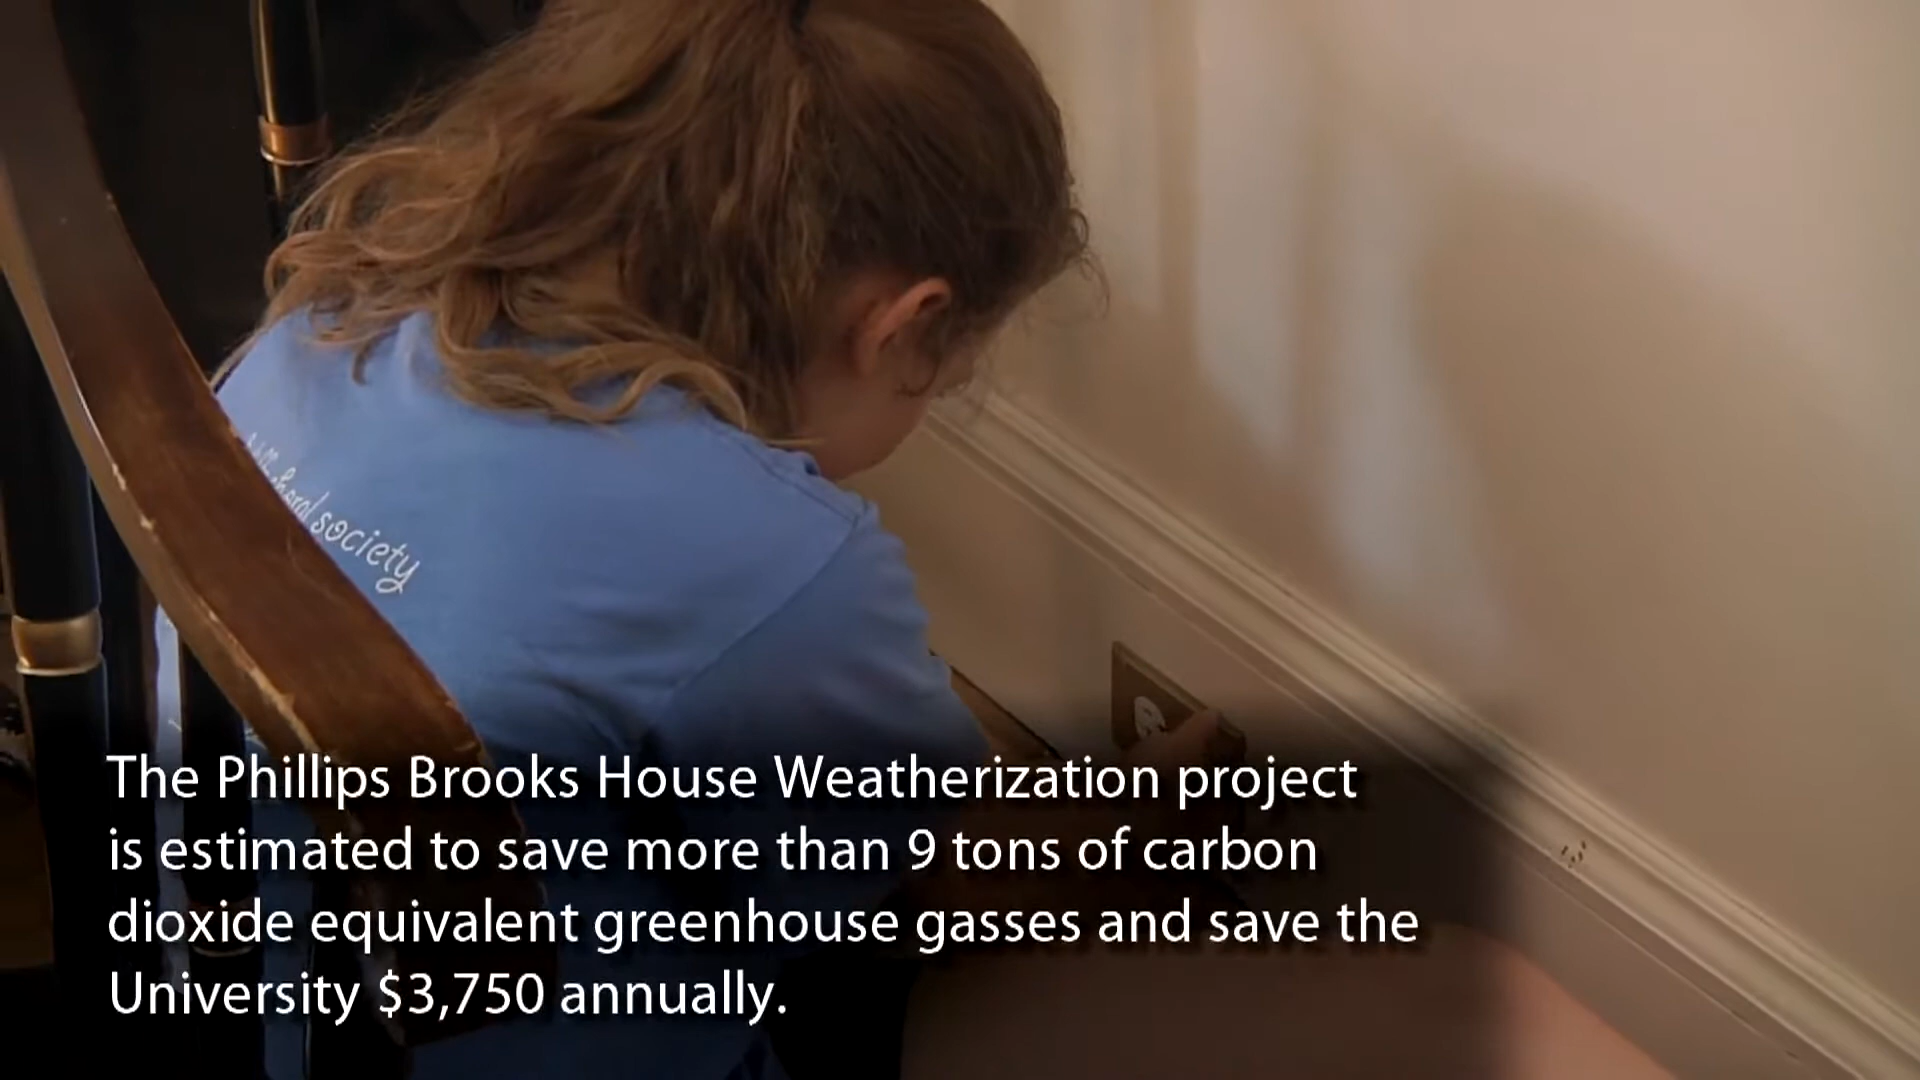 choral society
The Phillips Brooks House Weatherization project
is estimated to save more than 9 tons of carbon
dioxide equivalent greenhouse gasses and save the
University $3,750 annually.